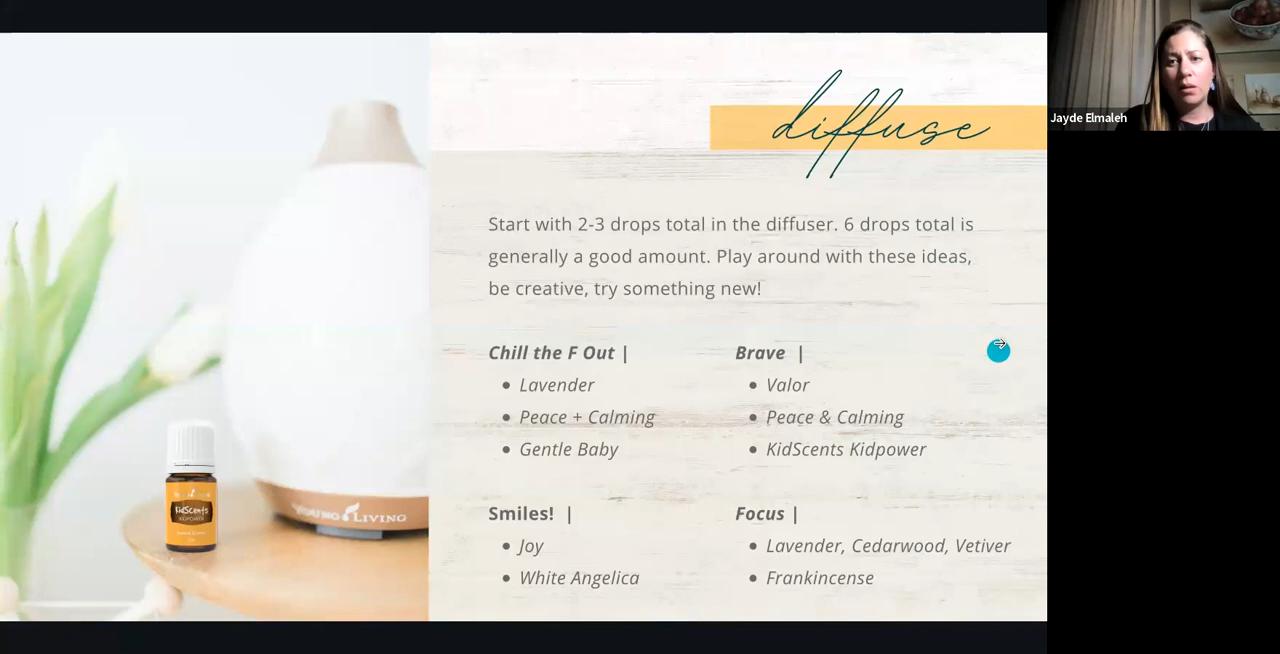 diffuse
Start with 2-3 drops total in the diffuser. 6 drops total is
generally a good amount. Play around with these ideas,
be creative, try something new!
Chill the F Out |
• Lavender
• Peace + Calming
• Gentle Baby
Brave |
• Valor
• Peace & Calming
• KidScents Kidpower
Smiles! |
• Joy
• White Angelica
Focus |
• Lavender, Cedarwood, Vetiver
• Frankincense
YOUNG LIVING
KidScents
KIDPOWER
Jayde Elmaleh